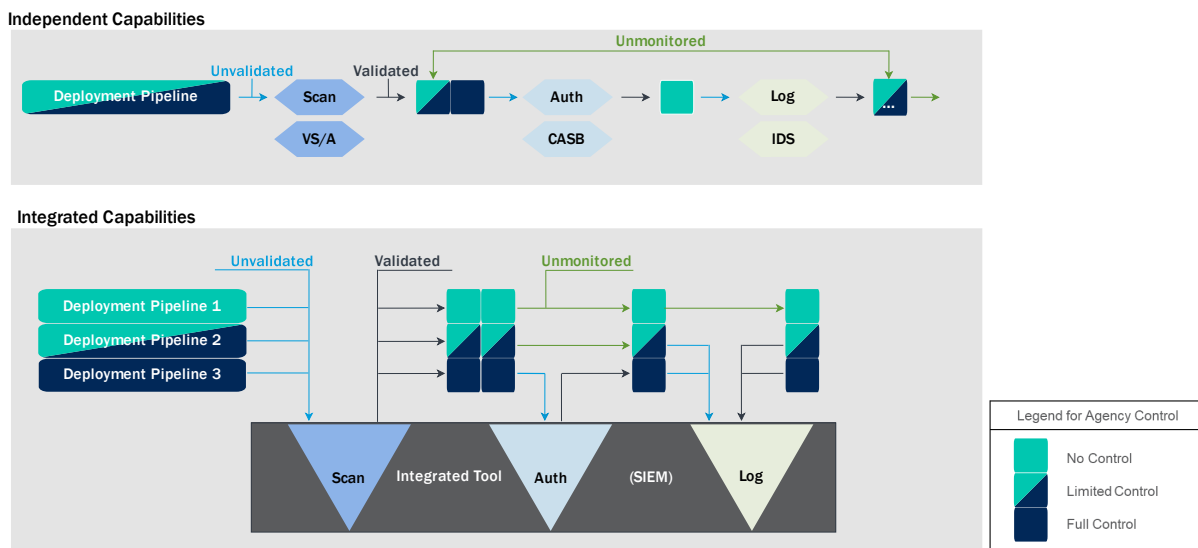 Independent Capabilities
Unmonitored
Unvalidated
Validated
Deployment Pipeline
Scan
Auth
Log
...
VS/A
CASB
IDS
Integrated Capabilities
Unvalidated
Validated
Unmonitored
Deployment Pipeline 1
Deployment Pipeline 2
Deployment Pipeline 3
Scan
Integrated Tool
Auth
(SIEM)
Log
Legend for Agency Control
No Control
Limited Control
Full Control